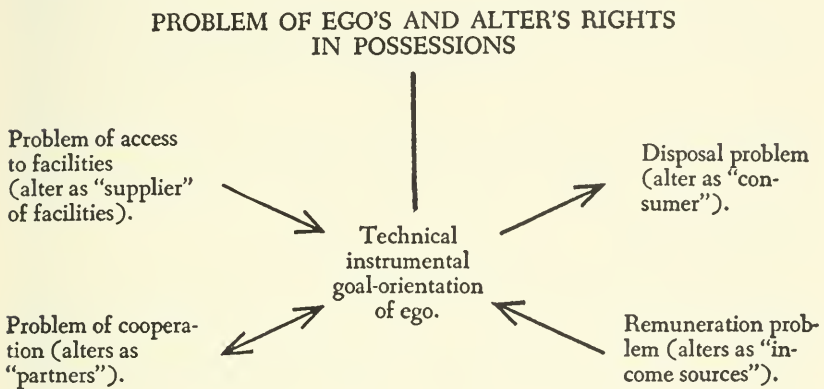 PROBLEM OF EGO'S AND ALTER'S RIGHTS
IN POSSESSIONS
Problem of access
to facilities
(alter as "supplier"
of facilities).
Disposal problem
(alter as "con-
sumer").
Technical
instrumental
goal-orientation
of ego.
Problem of coopera-
tion (alters as
"partners").
Remuneration prob-
lem (alters as "in-
come sources").